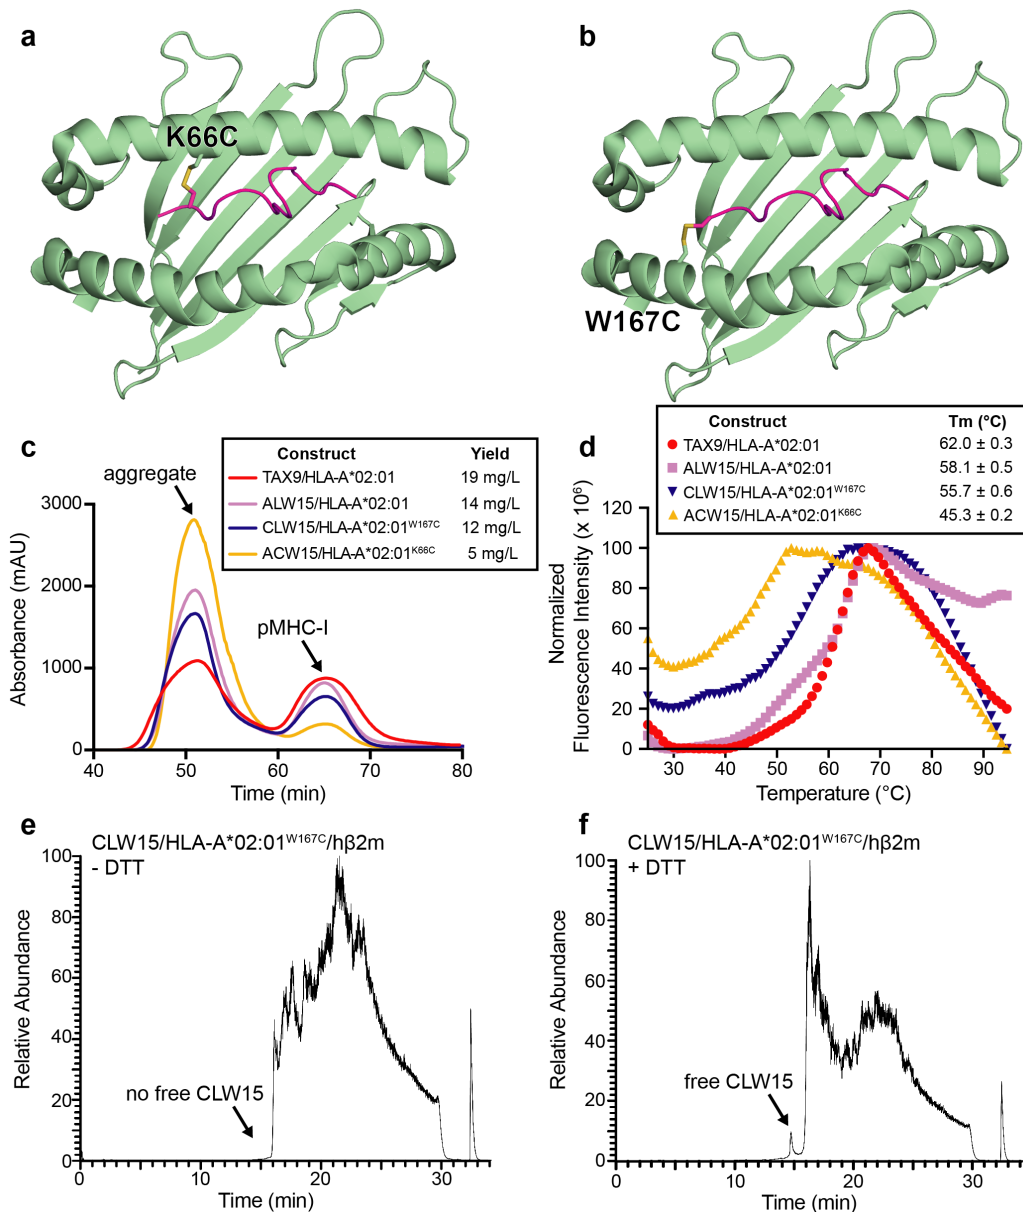 a
K66C
b
W167C
c
Construct Yield
TAX9/HLA-A*02:01 19 mg/L
ALW15/HLA-A*02:01 14 mg/L
CLW15/HLA-A*02:01W167C 12 mg/L
ACW15/HLA-A*02:01K66C 5 mg/L
aggregate
pMHC-I
Absorbance (mAU)
3000
2000
1000
0
40 50 60 70 80
Time (min)
d
Construct Tm (°C)
TAX9/HLA-A*02:01 62.0 ± 0.3
ALW15/HLA-A*02:01 58.1 ± 0.5
CLW15/HLA-A*02:01W167C 55.7 ± 0.6
ACW15/HLA-A*02:01K66C 45.3 ± 0.2
Normalized
Fluorescence Intensity (x 10⁶)
120
100
80
60
40
20
0
30 40 50 60 70 80 90
Temperature (°C)
e
CLW15/HLA-A*02:01W167C/hβ2m
- DTT
Relative Abundance
100
80
60
40
20
0
no free CLW15
0 10 20 30
Time (min)
f
CLW15/HLA-A*02:01W167C/hβ2m
+ DTT
Relative Abundance
100
80
60
40
20
0
free CLW15
0 10 20 30
Time (min)